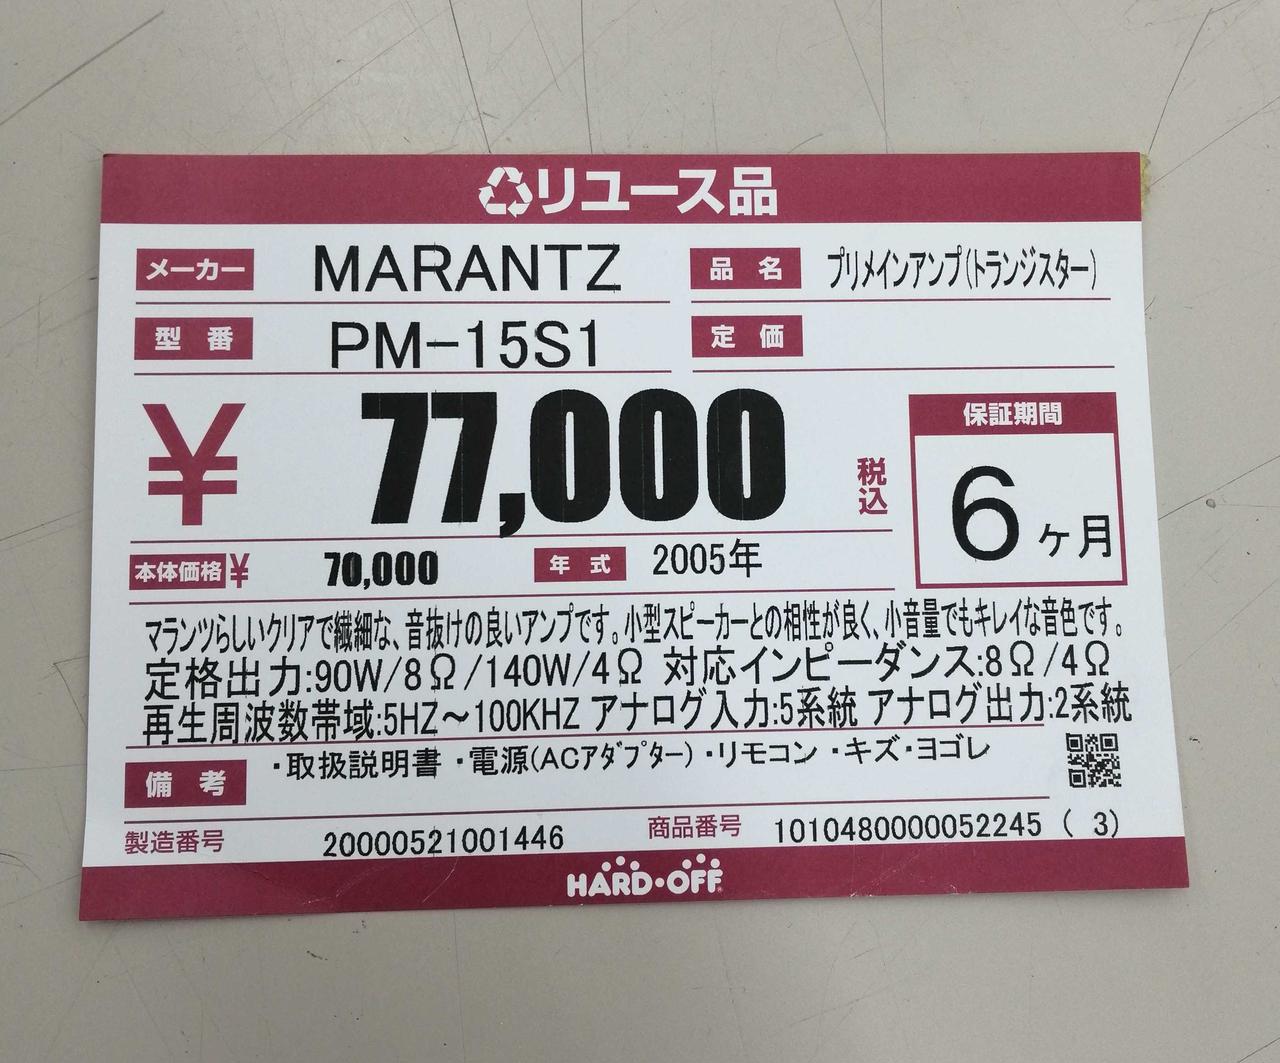 リユース品
メーカー MARANTZ 品名 プリメインアンプ(トランジスター)
型番 PM-15S1 定価
¥ 77,000 税込
保証期間
6ヶ月
本体価格¥ 70,000 年式 2005年
マランツらしいクリアで繊細な、音抜けの良いアンプです。小型スピーカーとの相性が良く、小音量でもキレイな音色です。
定格出力:90W/8Ω/140W/4Ω 対応インピーダンス:8Ω/4Ω
再生周波数帯域:5HZ～100KHZ アナログ入力:5系統 アナログ出力:2系統
備考 ・取扱説明書 ・電源(ACアダプター) ・リモコン ・キズ・ヨゴレ
製造番号 20000521001446 商品番号 1010480000052245 ( 3)
HARD・OFF